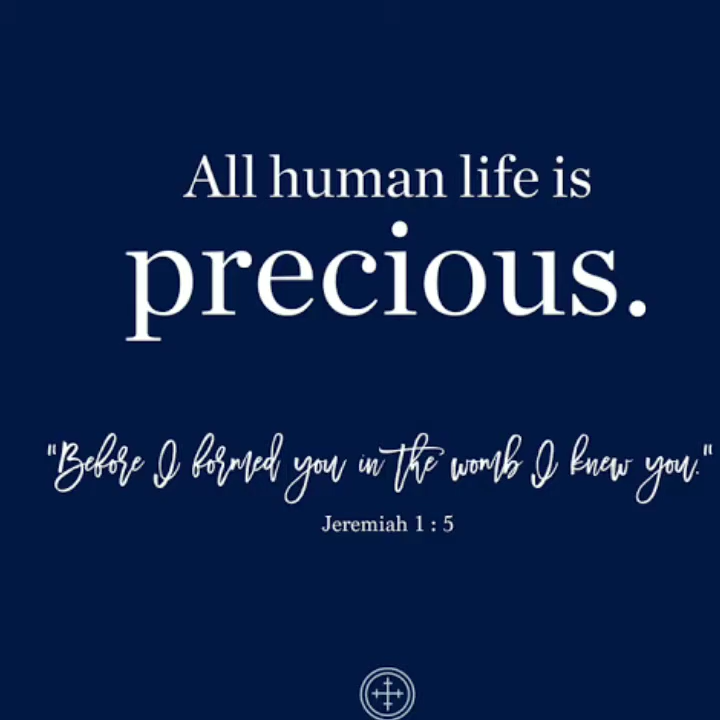 All human life is
precious.
"Before I formed you in the womb I knew you."
Jeremiah 1 : 5